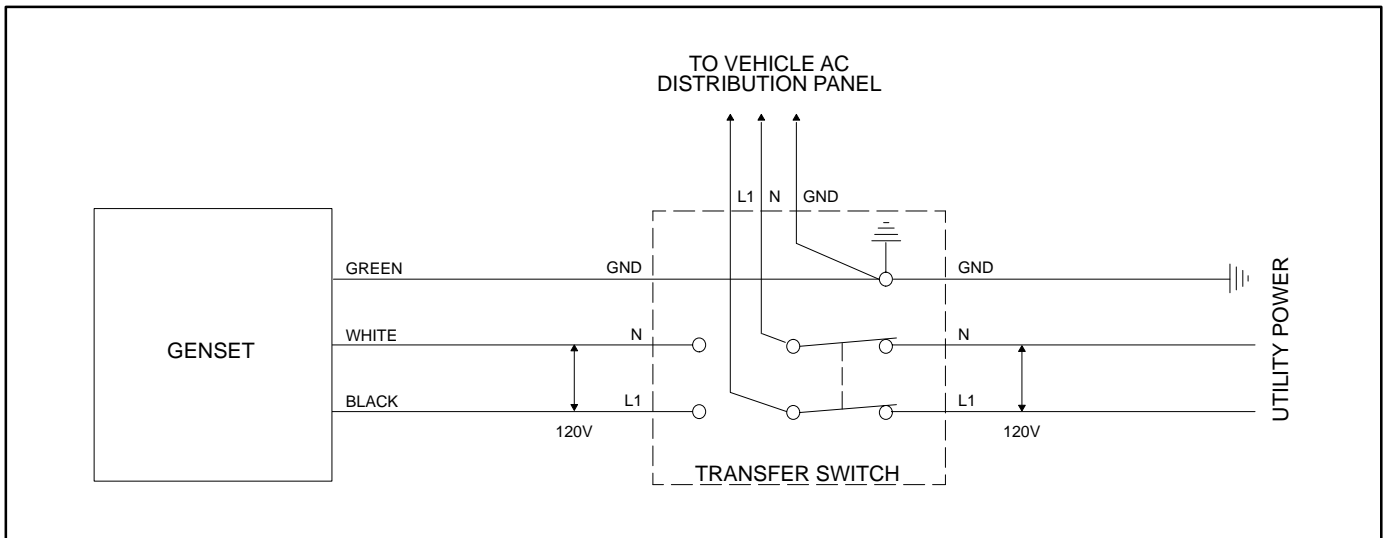 TO VEHICLE AC
DISTRIBUTION PANEL
L1 N GND
GREEN GND GND
WHITE N N
GENSET
BLACK L1 L1
120V 120V
TRANSFER SWITCH
UTILITY POWER